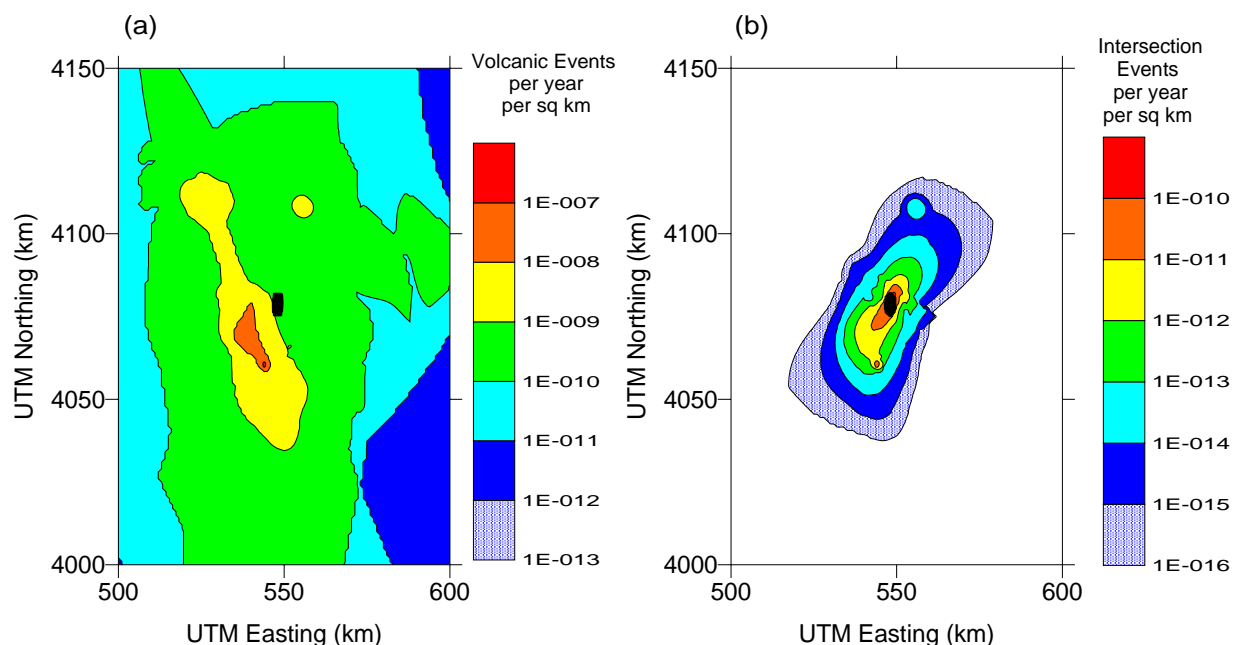 (a)
Volcanic Events
per year
per sq km
4150
4100
4050
4000
500
550
600
UTM Northing (km)
UTM Easting (km)
1E-007
1E-008
1E-009
1E-010
1E-011
1E-012
1E-013
(b)
Intersection
Events
per year
per sq km
4150
4100
4050
4000
500
550
600
UTM Northing (km)
UTM Easting (km)
1E-010
1E-011
1E-012
1E-013
1E-014
1E-015
1E-016